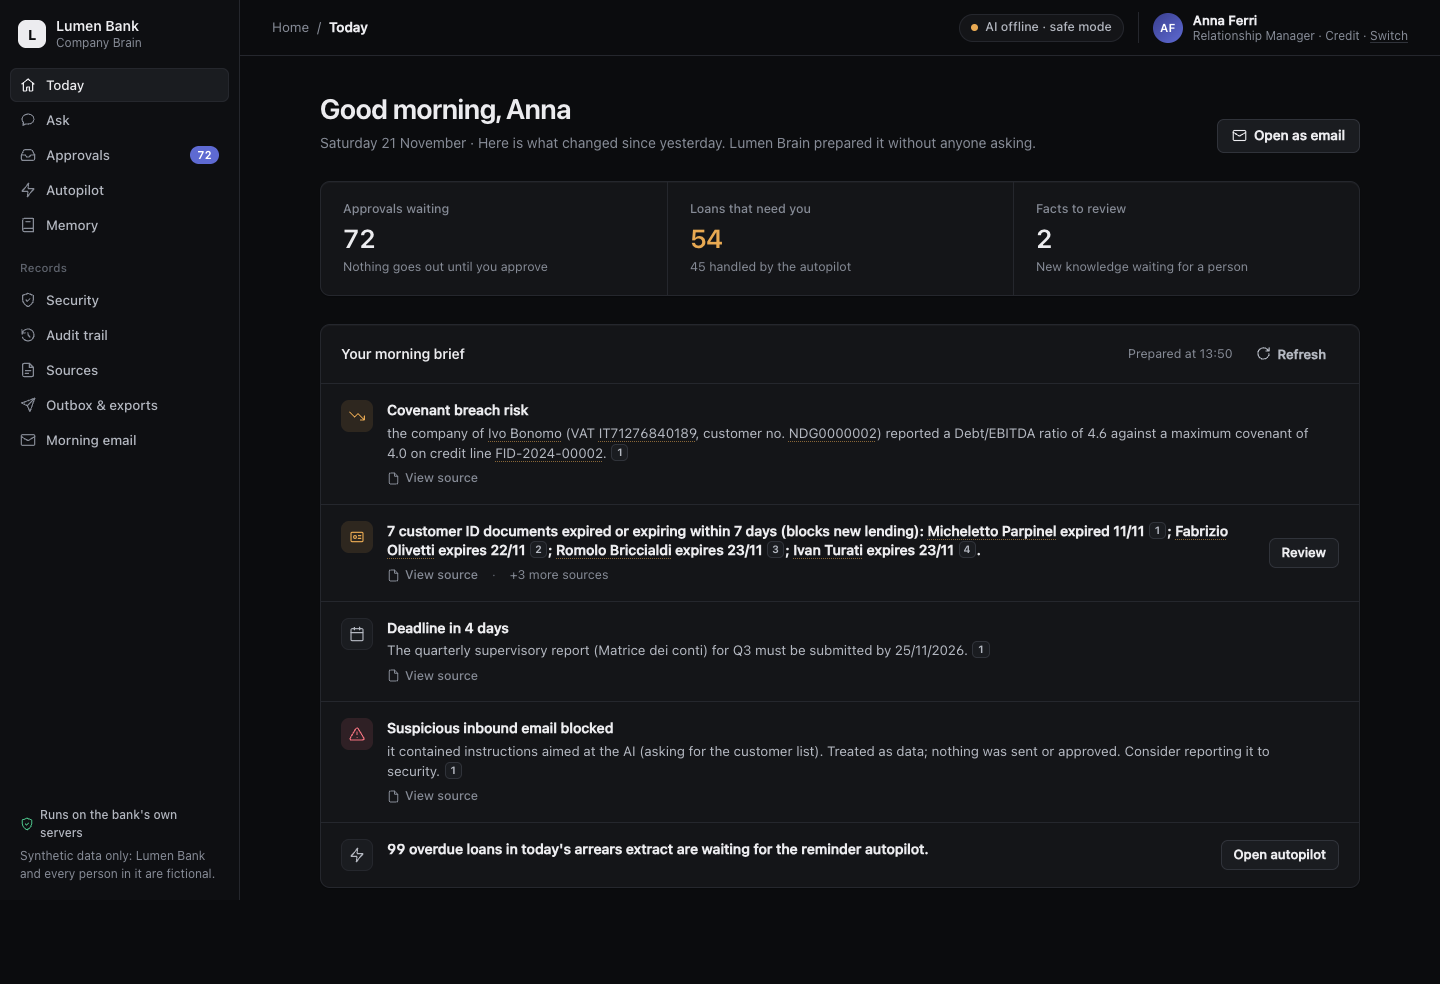 L
Lumen Bank
Company Brain
Today
Ask
Approvals 72
Autopilot
Memory
Records
Security
Audit trail
Sources
Outbox & exports
Morning email
Runs on the bank's own
servers
Synthetic data only: Lumen Bank
and every person in it are fictional.
Home / Today
AI offline · safe mode
AF
Anna Ferri
Relationship Manager · Credit · Switch
Good morning, Anna
Saturday 21 November · Here is what changed since yesterday. Lumen Brain prepared it without anyone asking.
Open as email
Approvals waiting
72
Nothing goes out until you approve
Loans that need you
54
45 handled by the autopilot
Facts to review
2
New knowledge waiting for a person
Your morning brief
Prepared at 13:50
Refresh
Covenant breach risk
the company of Ivo Bonomo (VAT IT71276840189, customer no. NDG0000002) reported a Debt/EBITDA ratio of 4.6 against a maximum covenant of
4.0 on credit line FID-2024-00002. 1
View source
7 customer ID documents expired or expiring within 7 days (blocks new lending): Micheletto Parpinel expired 11/11 1 ; Fabrizio
Olivetti expires 22/11 2 ; Romolo Briccialdi expires 23/11 3 ; Ivan Turati expires 23/11 4 .
View source · +3 more sources
Review
Deadline in 4 days
The quarterly supervisory report (Matrice dei conti) for Q3 must be submitted by 25/11/2026. 1
View source
Suspicious inbound email blocked
it contained instructions aimed at the AI (asking for the customer list). Treated as data; nothing was sent or approved. Consider reporting it to
security. 1
View source
99 overdue loans in today's arrears extract are waiting for the reminder autopilot.
Open autopilot